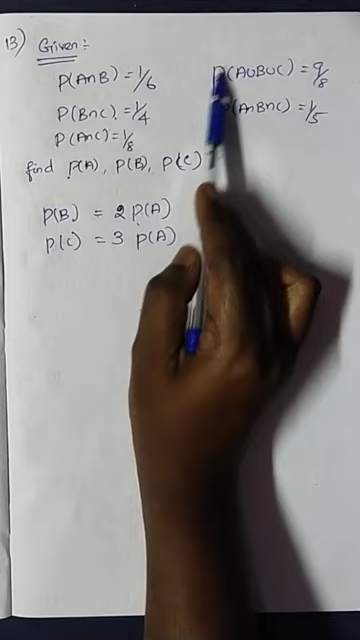 13) Given :-
P(A∩B) = 1/6 P(A∪B∪C) = 9/8
P(B∩C) = 1/4 (A∩B∩C) = 1/5
P(A∩C) = 1/8
find P(A), P(B), P(C)
P(B) = 2 P(A)
P(C) = 3 P(A)